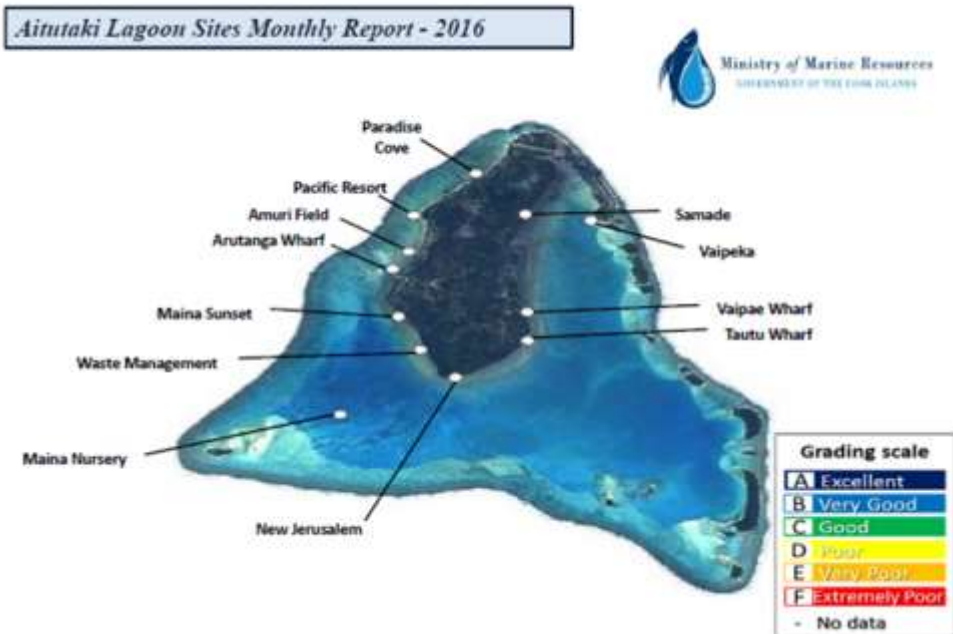 Aitutaki Lagoon Sites Monthly Report - 2016
Ministry of Marine Resources
GOVERNMENT OF THE COOK ISLANDS
Paradise
Cove
Pacific Resort
Amuri Field
Arutanga Wharf
Samade
Vaipeka
Maina Sunset
Vaipae Wharf
Tautu Wharf
Waste Management
Maina Nursery
New Jerusalem
Grading scale
A Excellent
B Very Good
C Good
D Poor
E Very Poor
F Extremely Poor
- No data